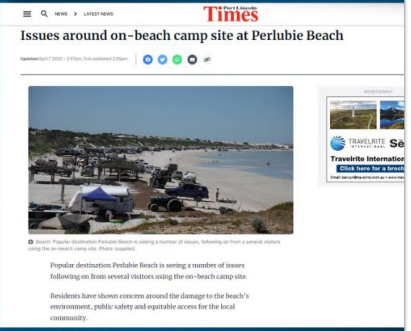 NEWS > LATEST NEWS
Port Lincoln
Times
Issues around on-beach camp site at Perlubie Beach
ADVERTISEMENT
TRAVELRITE
INTERNATIONAL
Travelrite Internation
Click here for a broch
Beach: Popular destination Perlubie Beach is seeing a number of issues, following on from a several visitors
using the on-beach camp site. Photo: supplied.
Popular destination Perlubie Beach is seeing a number of issues
following on from several visitors using the on-beach camp site.
Residents have shown concern around the damage to the beach's
environment, public safety and equitable access for the local
community.